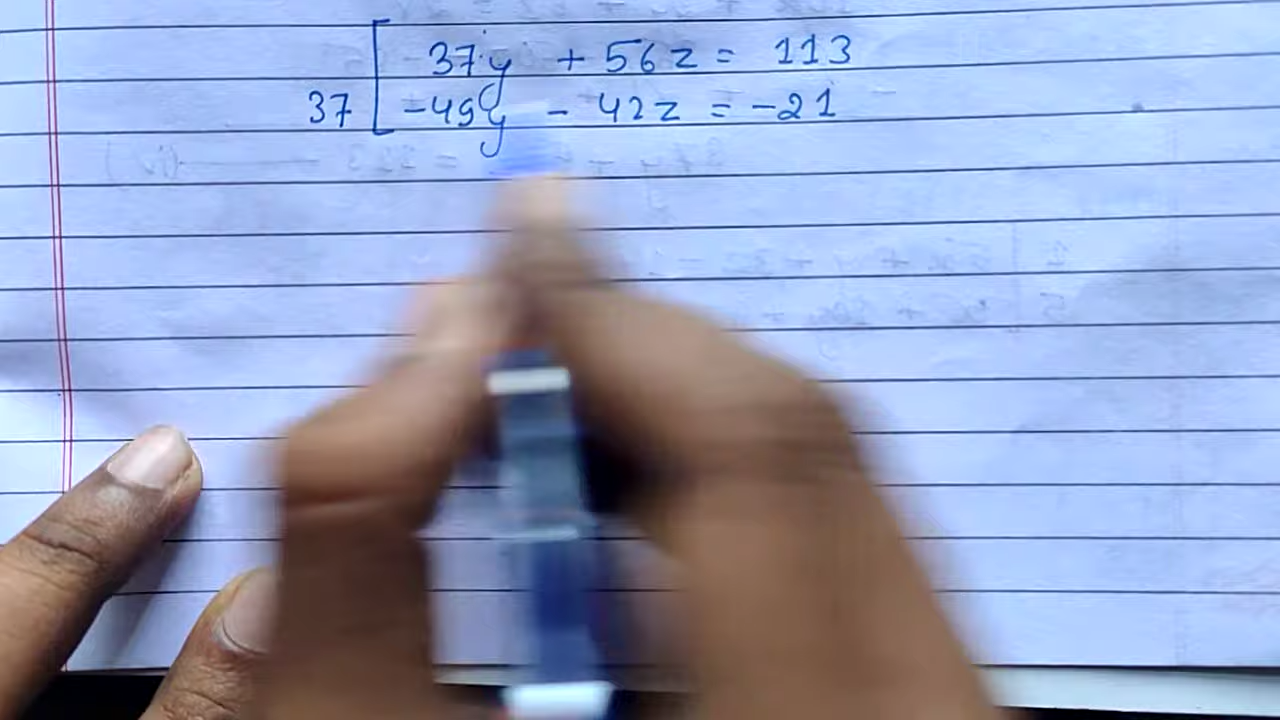 37y + 56z = 113
37 [ -49y - 42z = -21